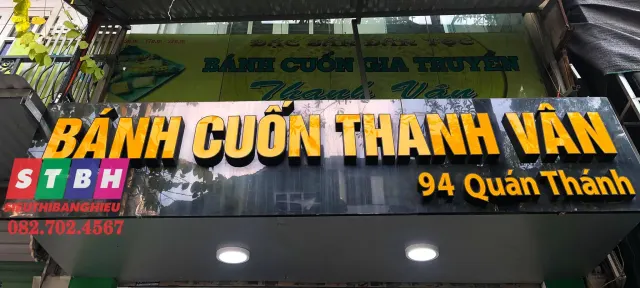 ĐẶC SẢN DÂN TỘC
BÁNH CUỐN GIA TRUYỀN
Thanh Vân
BÁNH CUỐN THANH VÂN
94 Quán Thánh
STBH
SIEUTHIBANGHIEU
082.702.4567